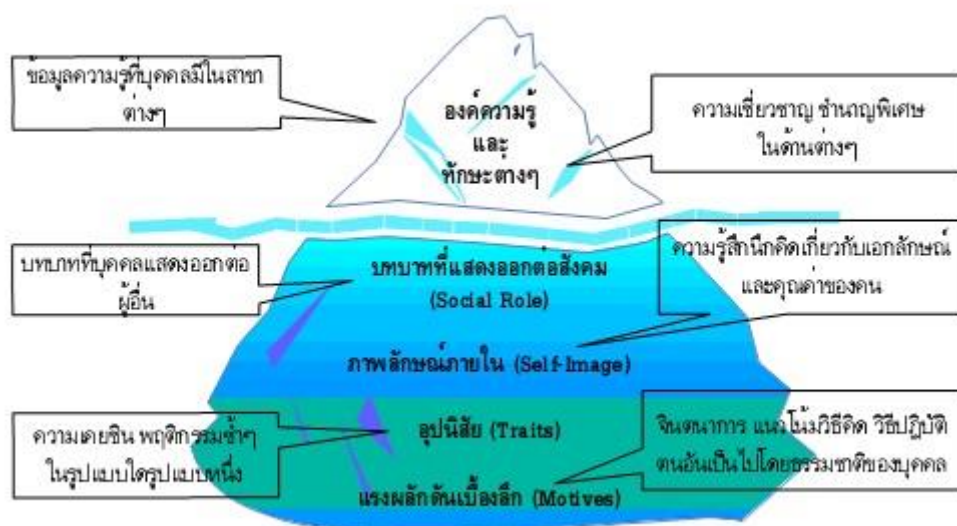 ข้อมูลความรู้ที่บุคคลมีในสาขา
ต่างๆ
องค์ความรู้
และ
ทักษะต่างๆ
ความเชี่ยวชาญ ชำนาญพิเศษ
ในด้านต่างๆ
บทบาทที่บุคคลแสดงออกต่อ
ผู้อื่น
บทบาทที่แสดงออกต่อสังคม
(Social Role)
ความรู้สึกนึกคิดเกี่ยวกับเอกลักษณ์
และคุณค่าของคน
ภาพลักษณ์ภายใน (Self-Image)
ความเคยชิน พฤติกรรมซ้ำๆ
ในรูปแบบใดรูปแบบหนึ่ง
อุปนิสัย (Traits)
จินตนาการ แนวโน้มวิธีคิด วิธีปฏิบัติ
ตนอันเป็นไปโดยธรรมชาติของบุคคล
แรงผลักดันเบื้องลึก (Motives)